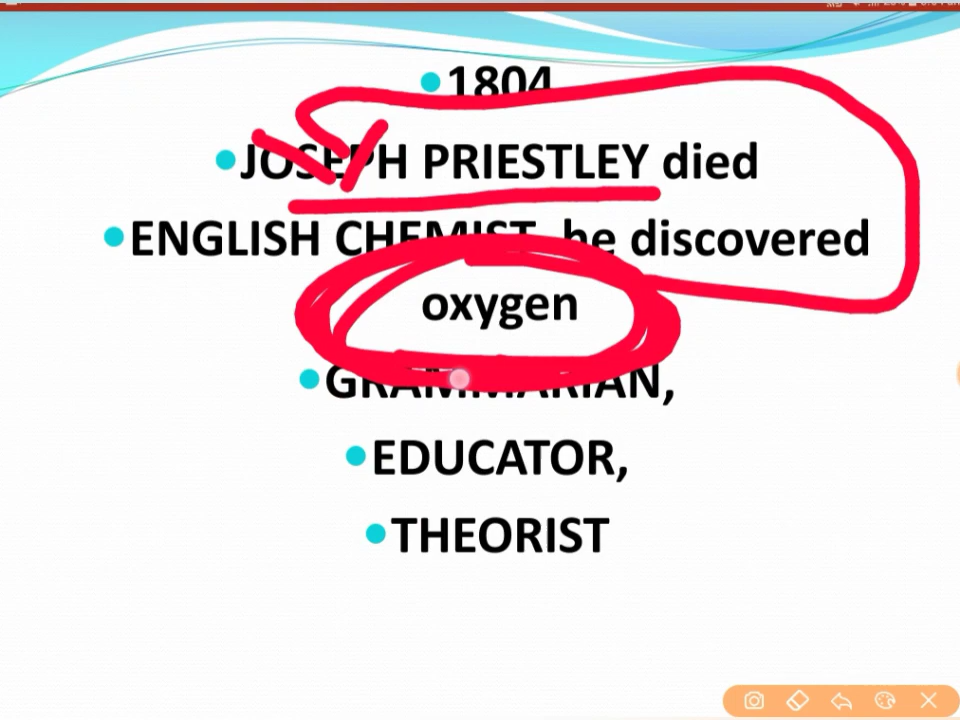 1804
JOSEPH PRIESTLEY died
ENGLISH CHEMIST, he discovered
oxygen
GRAMMARIAN,
EDUCATOR,
THEORIST